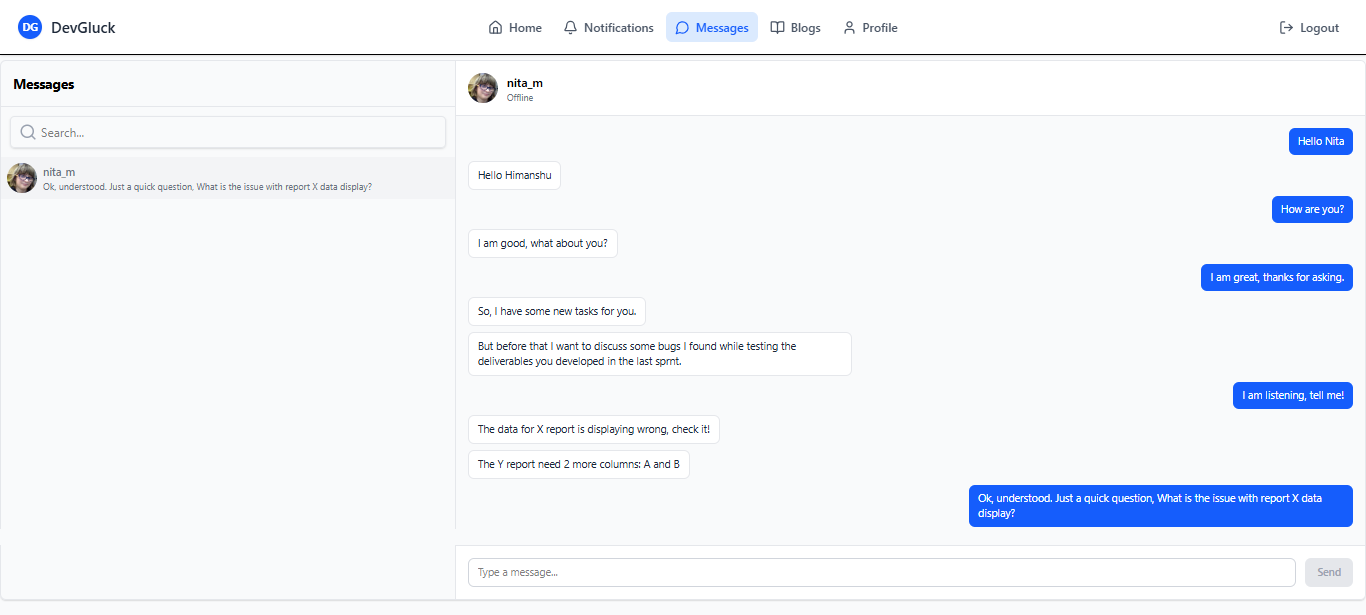 DG DevGluck Home Notifications Messages Blogs Profile Logout
Messages
Search...
nita_m
Ok, understood. Just a quick question, What is the issue with report X data display?
nita_m
Offline
Hello Nita
Hello Himanshu
How are you?
I am good, what about you?
I am great, thanks for asking.
So, I have some new tasks for you.
But before that I want to discuss some bugs I found while testing the
deliverables you developed in the last sprnt.
I am listening, tell me!
The data for X report is displaying wrong, check it!
The Y report need 2 more columns: A and B
Ok, understood. Just a quick question, What is the issue with report X data
display?
Type a message...
Send